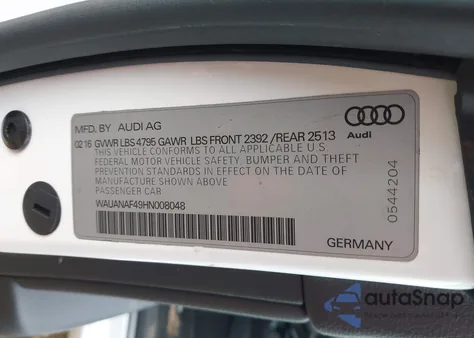 MFD. BY AUDI AG
02 16 GVWR LBS 4795 GAWR LBS FRONT 2392 /REAR 2513
THIS VEHICLE CONFORMS TO ALL APPLICABLE U.S.
FEDERAL MOTOR VEHICLE SAFETY, BUMPER AND THEFT
PREVENTION STANDARDS IN EFFECT ON THE DATE OF
MANUFACTURE SHOWN ABOVE
PASSENGER CAR
WAUANAF49HN008048
Audi
0544204
GERMANY
autoSnap